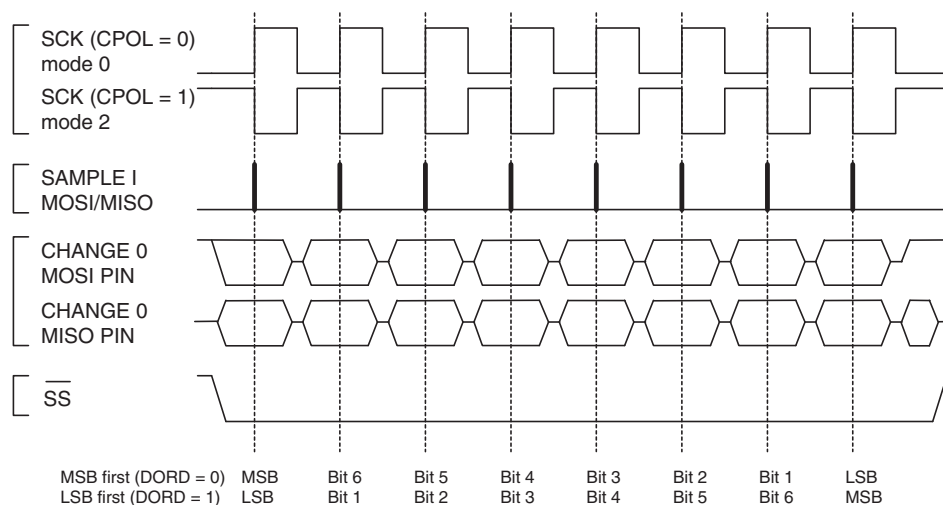 SCK (CPOL = 0)
mode 0
SCK (CPOL = 1)
mode 2
SAMPLE I
MOSI/MISO
CHANGE 0
MOSI PIN
CHANGE 0
MISO PIN
SS
MSB first (DORD = 0) MSB Bit 6 Bit 5 Bit 4 Bit 3 Bit 2 Bit 1 LSB
LSB first (DORD = 1) LSB Bit 1 Bit 2 Bit 3 Bit 4 Bit 5 Bit 6 MSB